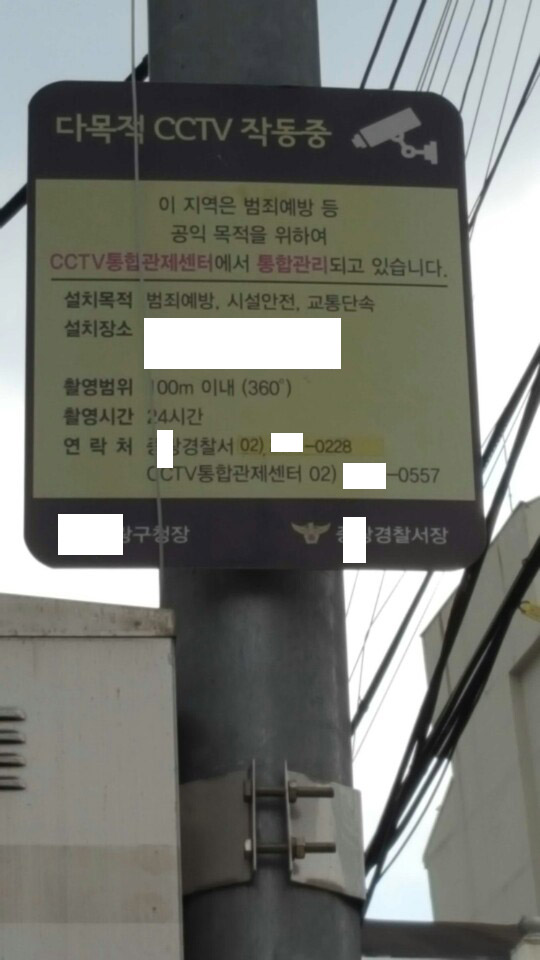 다목적 CCTV 작동중
이 지역은 범죄예방 등
공익 목적을 위하여
CCTV통합관제센터에서 통합관리되고 있습니다.
설치목적 범죄예방, 시설안전, 교통단속
설치장소
촬영범위 100m 이내 (360°)
촬영시간 24시간
연락처 경찰서 02) -0228
CCTV통합관제센터 02) -0557
랑구청장
랑경찰서장